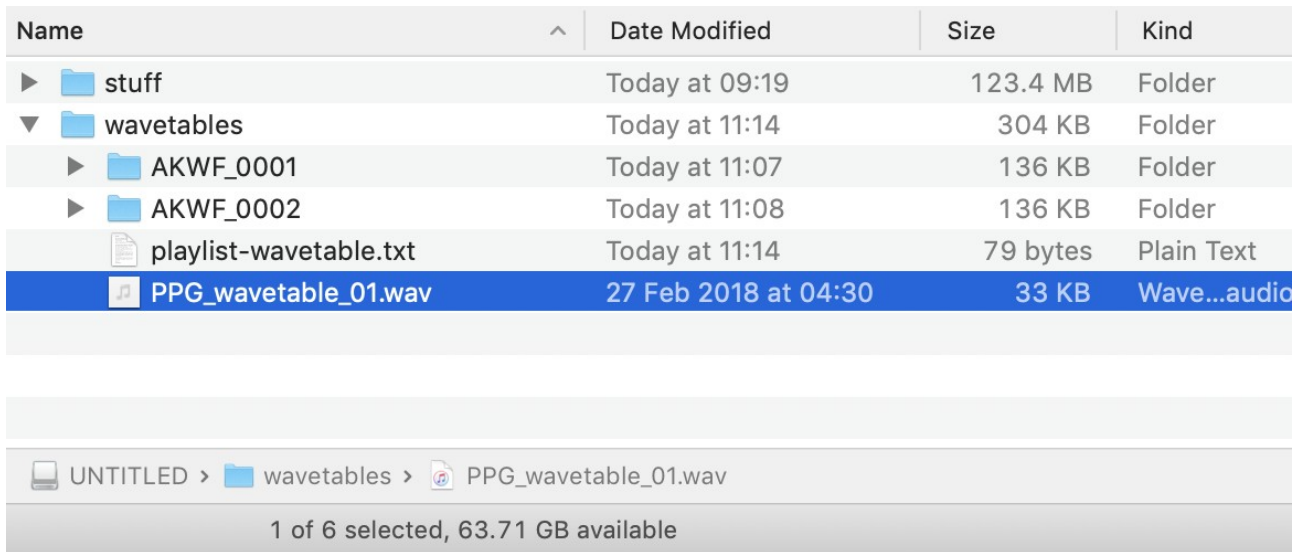 Name Date Modified Size Kind
stuff Today at 09:19 123.4 MB Folder
wavetables Today at 11:14 304 KB Folder
AKWF_0001 Today at 11:07 136 KB Folder
AKWF_0002 Today at 11:08 136 KB Folder
playlist-wavetable.txt Today at 11:14 79 bytes Plain Text
PPG_wavetable_01.wav 27 Feb 2018 at 04:30 33 KB Wave...audio
UNTITLED › wavetables › PPG_wavetable_01.wav
1 of 6 selected, 63.71 GB available